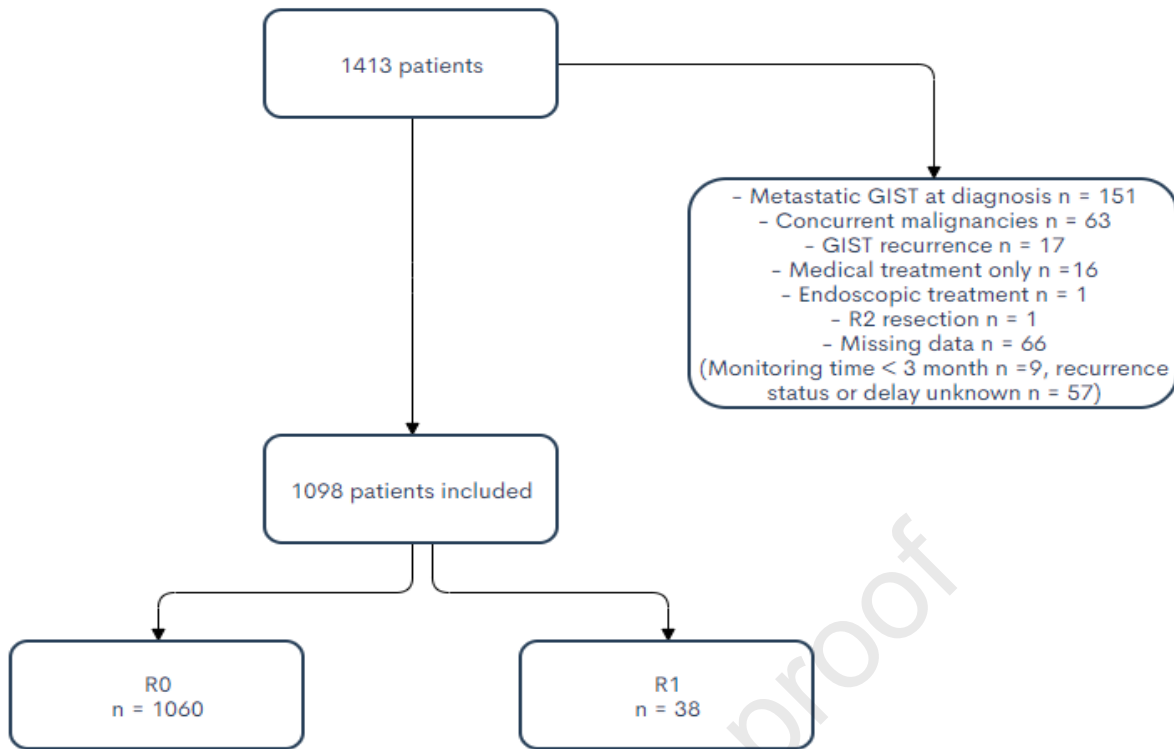 1413 patients
- Metastatic GIST at diagnosis n = 151
- Concurrent malignancies n = 63
- GIST recurrence n = 17
- Medical treatment only n =16
- Endoscopic treatment n = 1
- R2 resection n = 1
- Missing data n = 66
(Monitoring time < 3 month n =9, recurrence
status or delay unknown n = 57)
1098 patients included
R0
n = 1060
R1
n = 38
proof